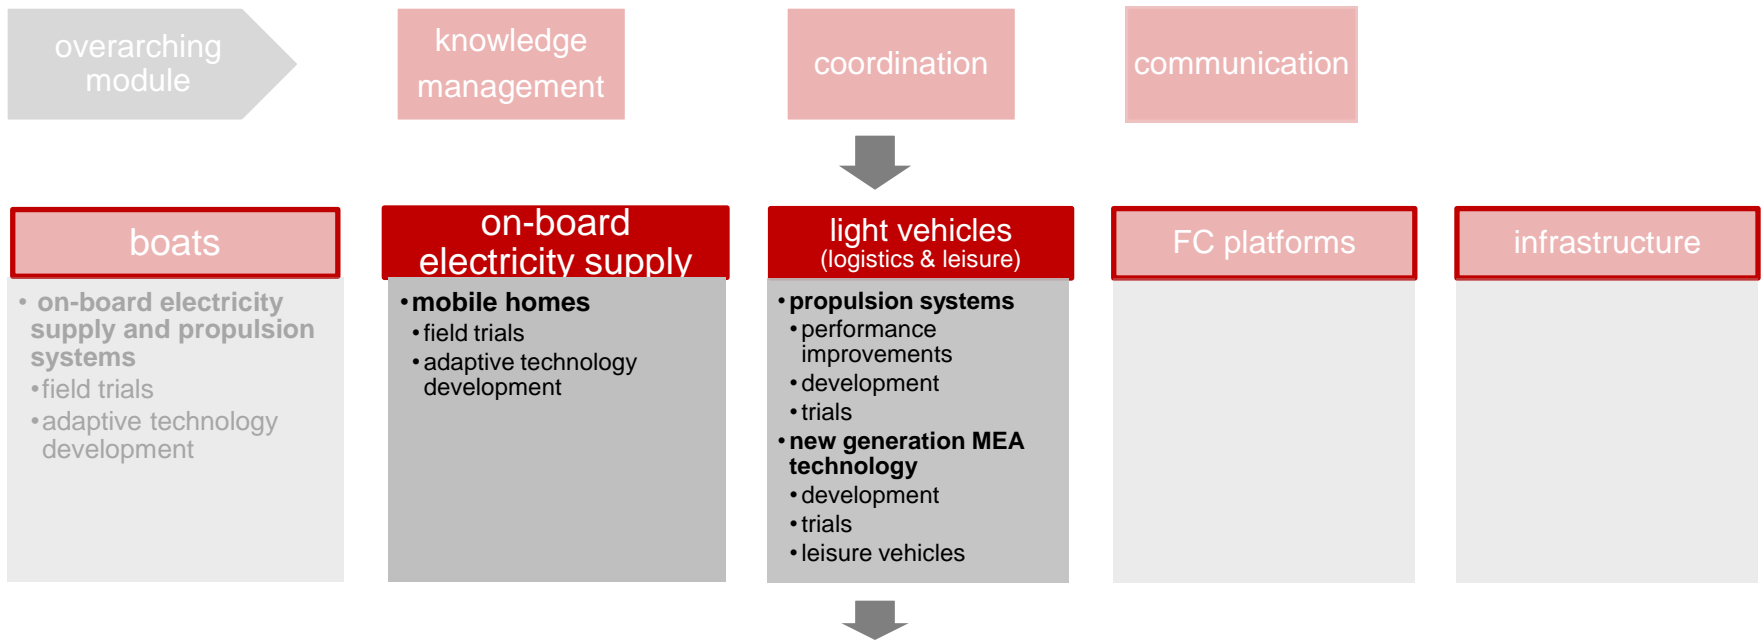 overarching
module
knowledge
management
coordination
communication
boats
• on-board electricity
supply and propulsion
systems
• field trials
• adaptive technology
development
on-board
electricity supply
• mobile homes
• field trials
• adaptive technology
development
light vehicles
(logistics & leisure)
• propulsion systems
• performance
improvements
• development
• trials
• new generation MEA
technology
• development
• trials
• leisure vehicles
FC platforms
infrastructure